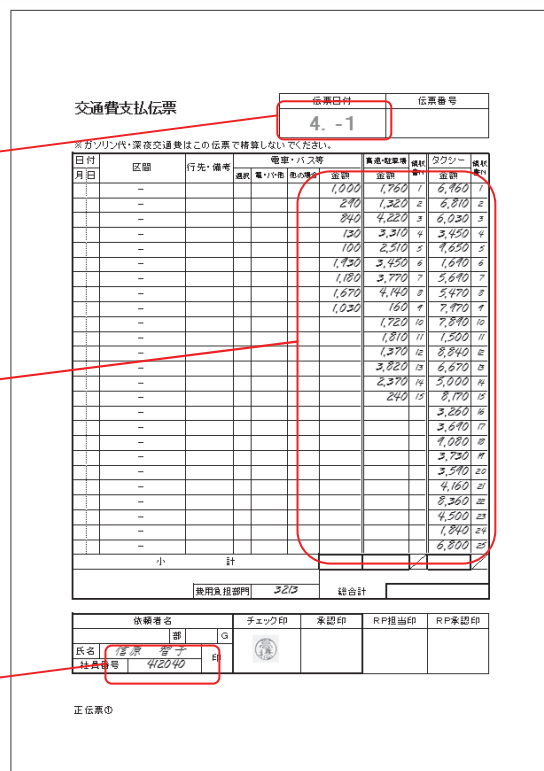 交通費支払伝票
伝票日付 伝票番号
4. -1
※ガソリン代・深夜交通費はこの伝票で精算しないでください。
日付 区間 行先・備考 電車・バス等 高速・駐車場 領収書N タクシー 領収書N
月 日 選択 電・バ・他 他の場合 金額 金額 金額
– 1,000 1,760 1 6,960 1
– 290 1,320 2 6,810 2
– 840 4,220 3 6,030 3
– 130 3,310 4 3,450 4
– 100 2,510 5 9,650 5
– 1,930 3,450 6 1,690 6
– 1,180 3,770 7 5,690 7
– 1,670 4,140 8 5,470 8
– 1,030 160 9 7,970 9
– 1,720 10 7,890 10
– 1,810 11 1,500 11
– 1,370 12 8,840 12
– 3,820 13 6,670 13
– 2,370 14 5,000 14
– 240 15 8,170 15
– 3,260 16
– 3,690 17
– 9,080 18
– 3,730 19
– 3,590 20
– 4,160 21
– 8,360 22
– 4,500 23
– 1,840 24
– 6,800 25
小 計
費用負担部門 3213 総合計
依頼者名 チェック印 承認印 RP担当印 RP承認印
部 G
氏名 信原 智子 印
社員番号 412040
正伝票①